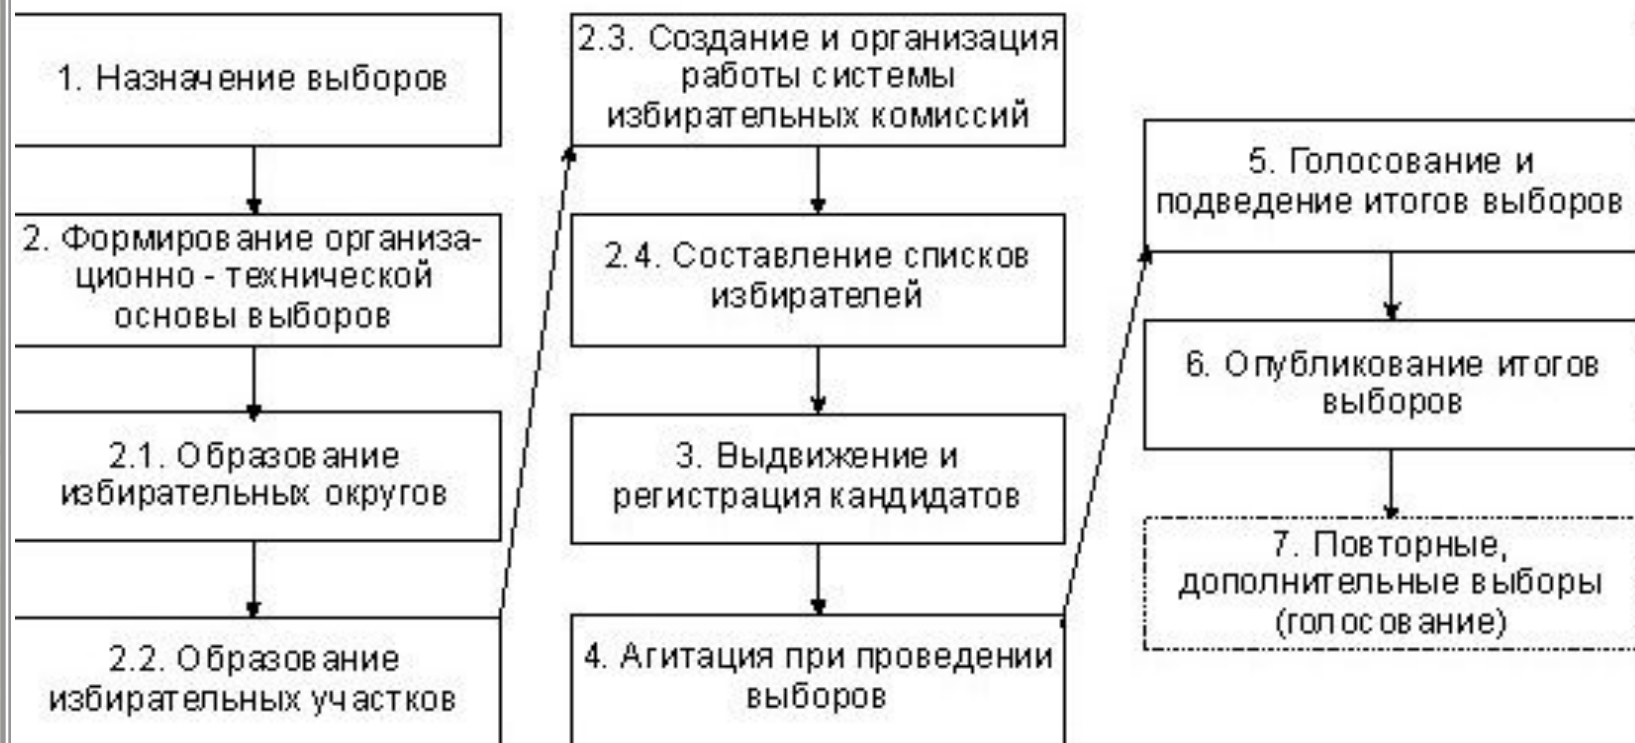 1. Назначение выборов
2. Формирование организа-
ционно - технической
основы выборов
2.1. Образование
избирательных округов
2.2. Образование
избирательных участков
2.3. Создание и организация
работы системы
избирательных комиссий
2.4. Составление списков
избирателей
3. Выдвижение и
регистрация кандидатов
4. Агитация при проведении
выборов
5. Голосование и
подведение итогов выборов
6. Опубликование итогов
выборов
7. Повторные,
дополнительные выборы
(голосование)